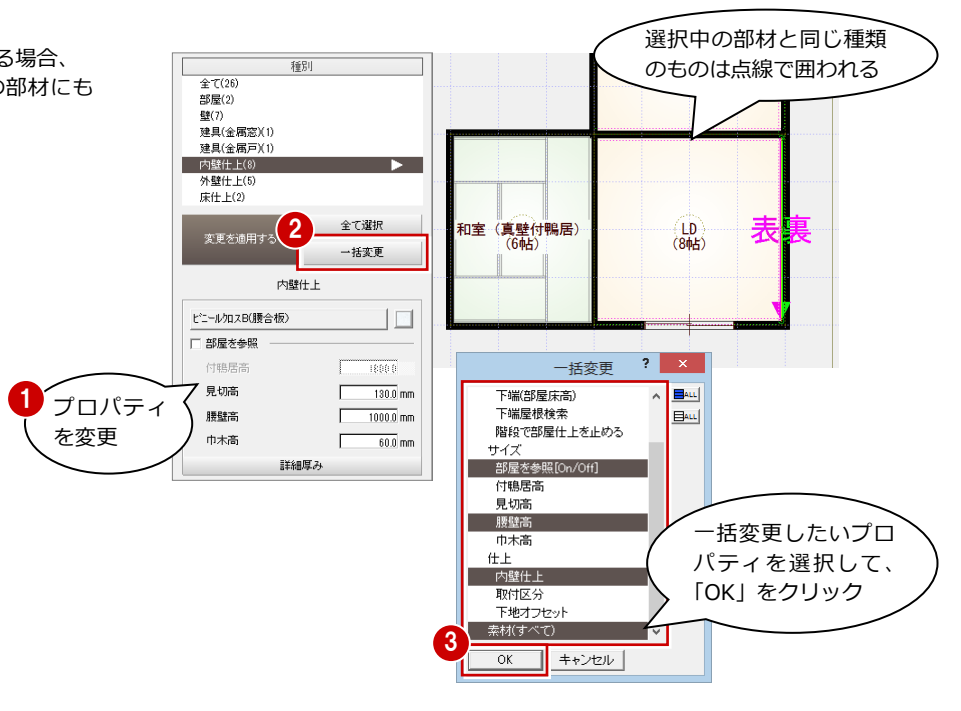 る場合、
の部材にも
種別
全て(26)
部屋(2)
壁(7)
建具(金属窓)(1)
建具(金属戸)(1)
内壁仕上(8)
外壁仕上(5)
床仕上(2)
変更を適用する
2
全て選択
一括変更
内壁仕上
ビニールクロスB(腰合板)
部屋を参照
付鴨居高
見切高
130.0 mm
腰壁高
1000.0 mm
巾木高
60.0 mm
詳細厚み
1
プロパティ
を変更
選択中の部材と同じ種類
のものは点線で囲われる
和室(真壁付鴨居)
(6帖)
LD
(8帖)
表裏
一括変更
?
×
下端(部屋床高)
下端屋根検索
階段で部屋仕上を止める
サイズ
部屋を参照[On/Off]
付鴨居高
見切高
腰壁高
巾木高
仕上
内壁仕上
取付区分
下地オフセット
素材(すべて)
ALL
ALL
3
OK
キャンセル
一括変更したいプロ
パティを選択して、
「OK」をクリック